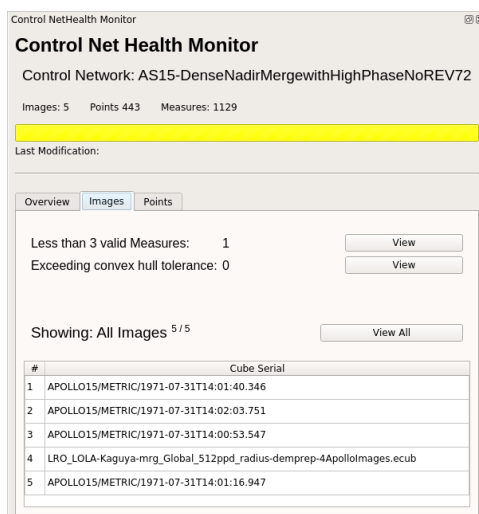 Control NetHealth Monitor
Control Net Health Monitor
Control Network: AS15-DenseNadirMergewithHighPhaseNoREV72
Images: 5 Points 443 Measures: 1129
Last Modification:
Overview Images Points
Less than 3 valid Measures: 1 View
Exceeding convex hull tolerance: 0 View
Showing: All Images 5 / 5 View All
# Cube Serial
1 APOLLO15/METRIC/1971-07-31T14:01:40.346
2 APOLLO15/METRIC/1971-07-31T14:02:03.751
3 APOLLO15/METRIC/1971-07-31T14:00:53.547
4 LRO_LOLA-Kaguya-mrg_Global_512ppd_radius-demprep-4ApolloImages.ecub
5 APOLLO15/METRIC/1971-07-31T14:01:16.947